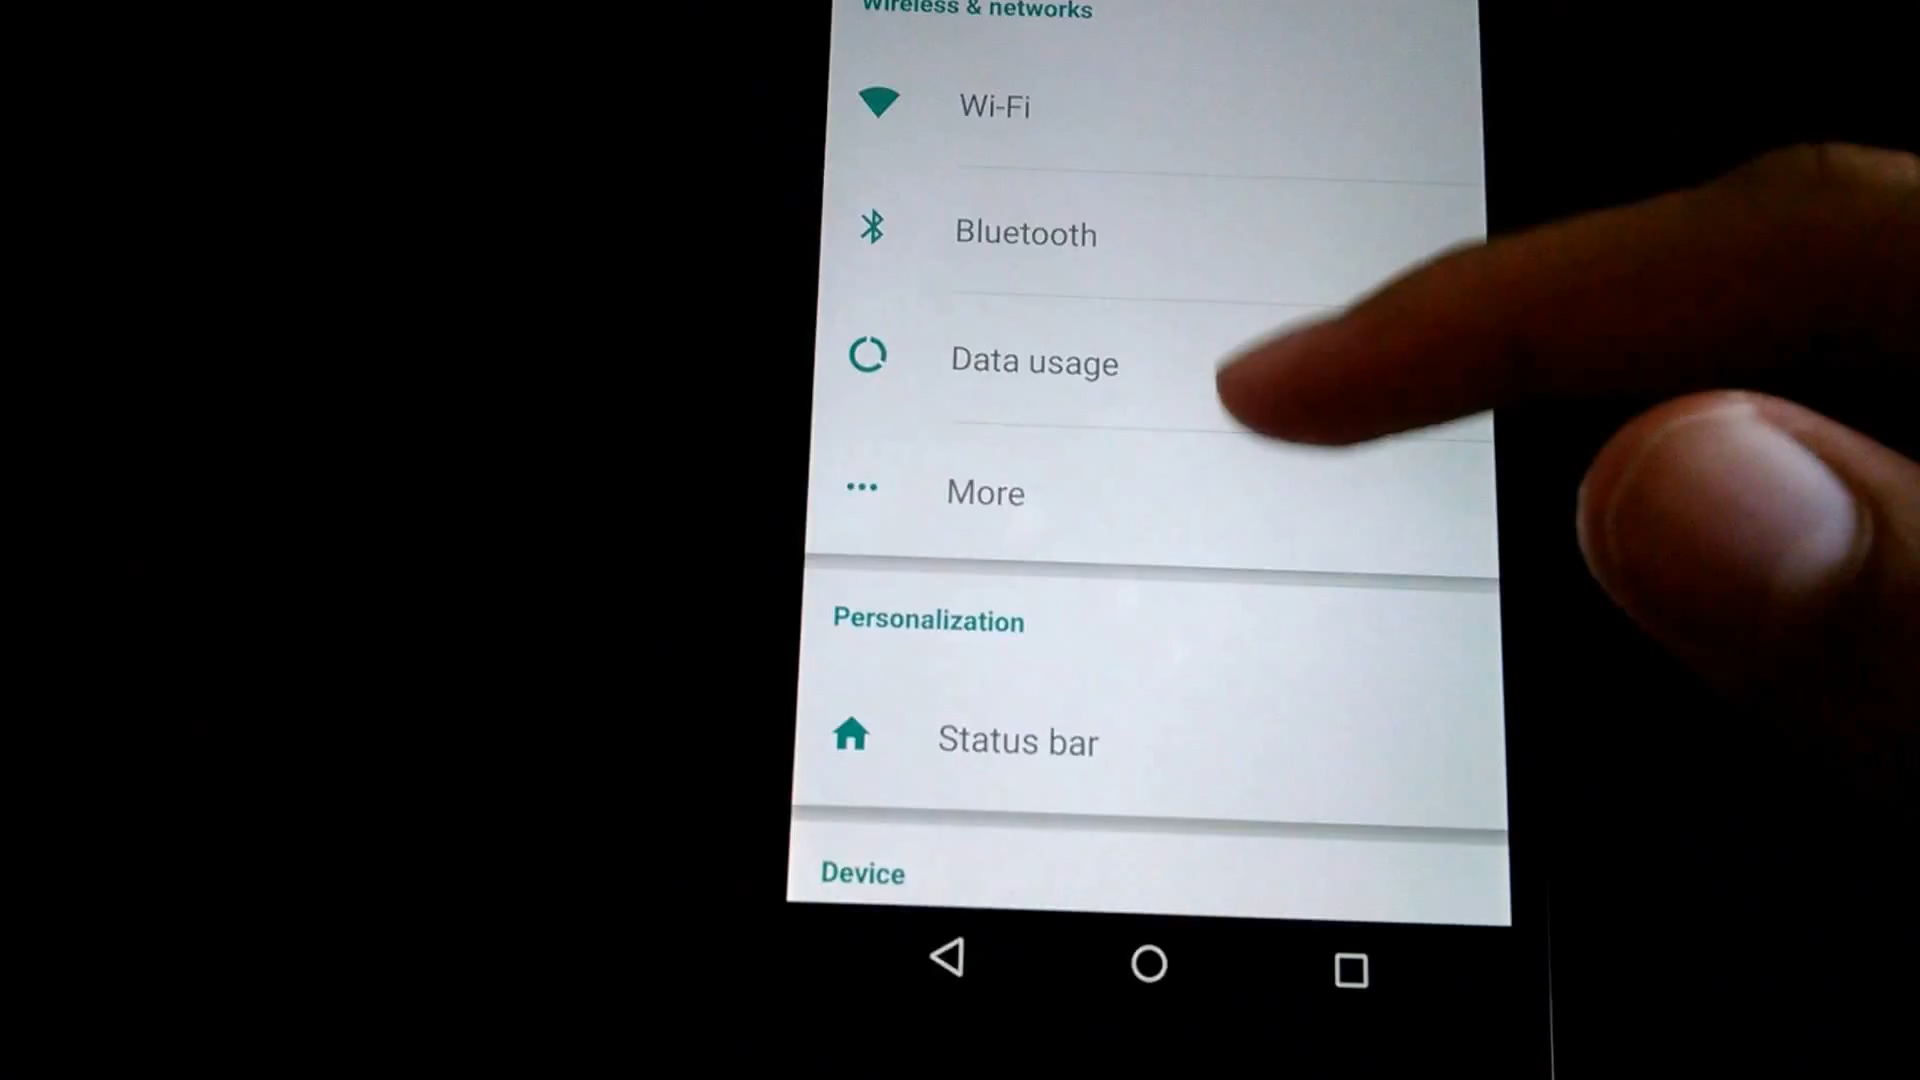 Wireless & networks
Wi-Fi
Bluetooth
Data usage
More
Personalization
Status bar
Device